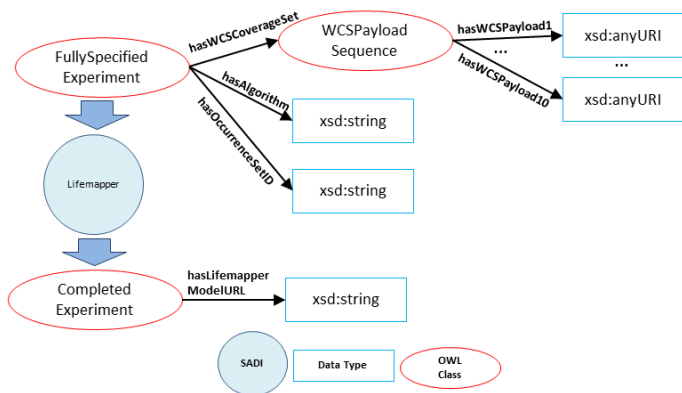 hasWCSCoverageSet
WCSPayload
Sequence
hasWCSPayload1
...
hasWCSPayload10
xsd:anyURI
...
xsd:anyURI
FullySpecified
Experiment
hasAlgorithm
xsd:string
hasOccurrenceSetID
xsd:string
Lifemapper
Completed
Experiment
hasLifemapper
ModelURL
xsd:string
SADI
Data Type
OWL
Class